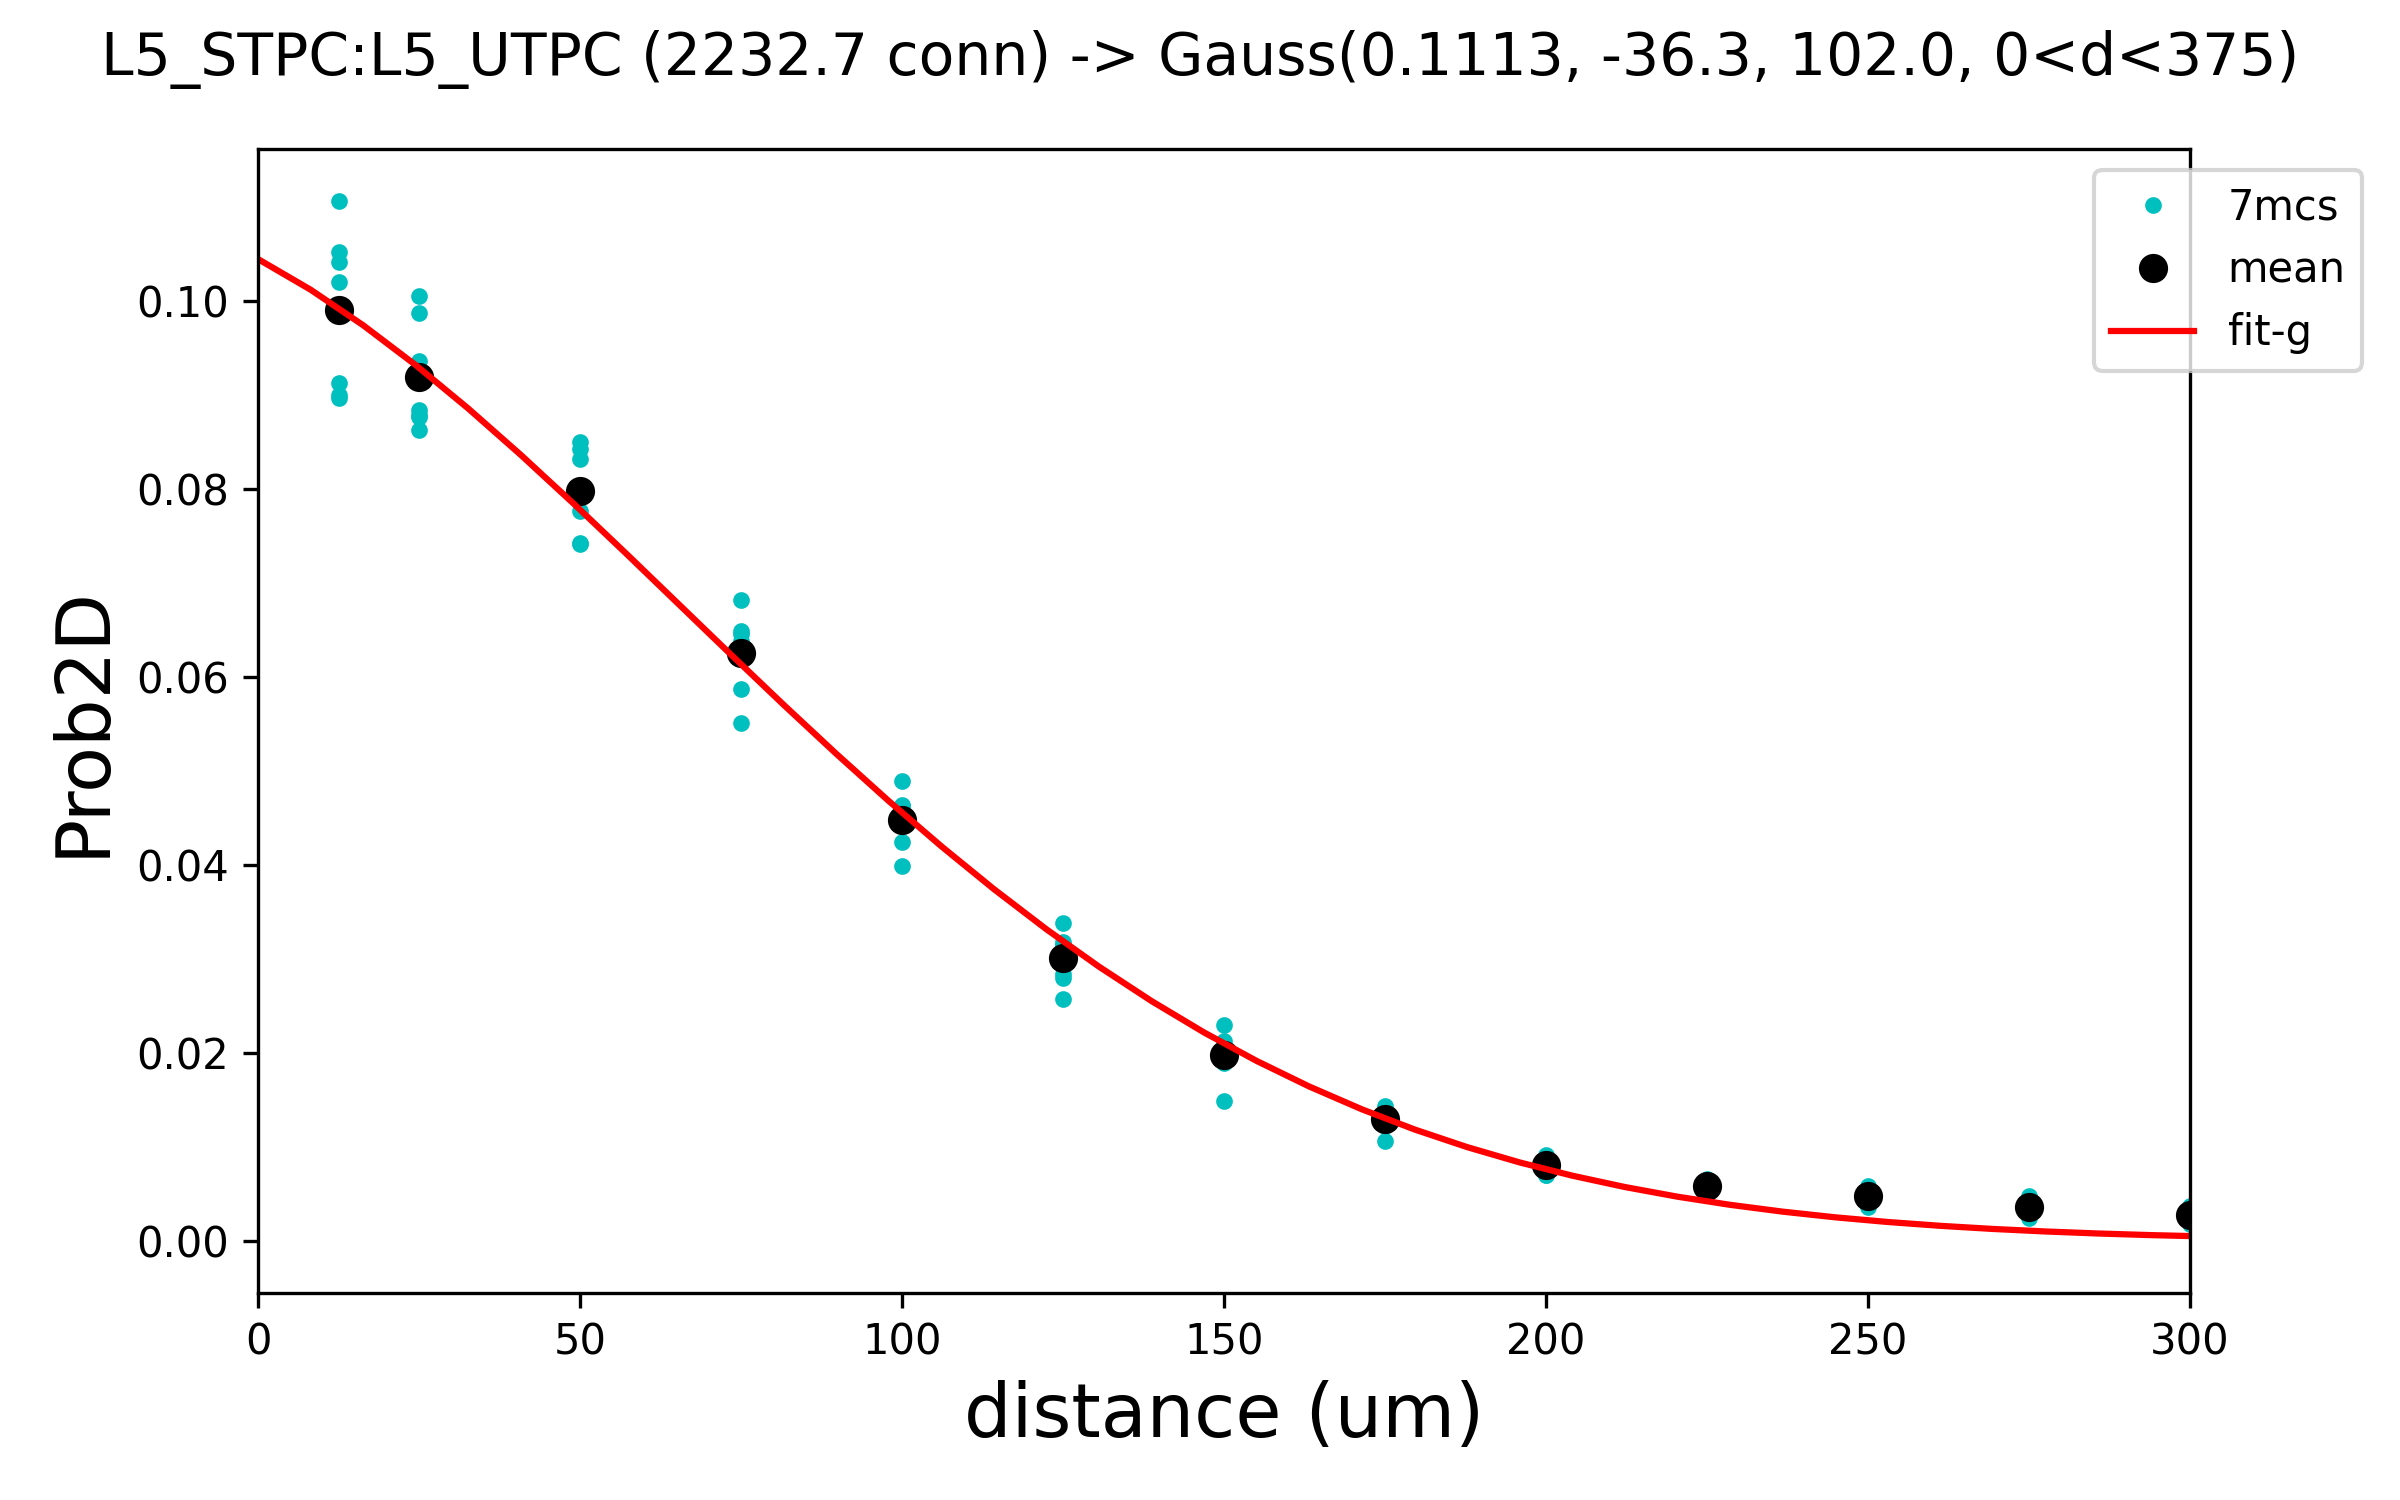 L5_STPC:L5_UTPC (2232.7 conn) -> Gauss(0.1113, -36.3, 102.0, 0<d<375)
7mcs
mean
fit-g
Prob2D
0.10
0.08
0.06
0.04
0.02
0.00
0 50 100 150 200 250 300
distance (um)